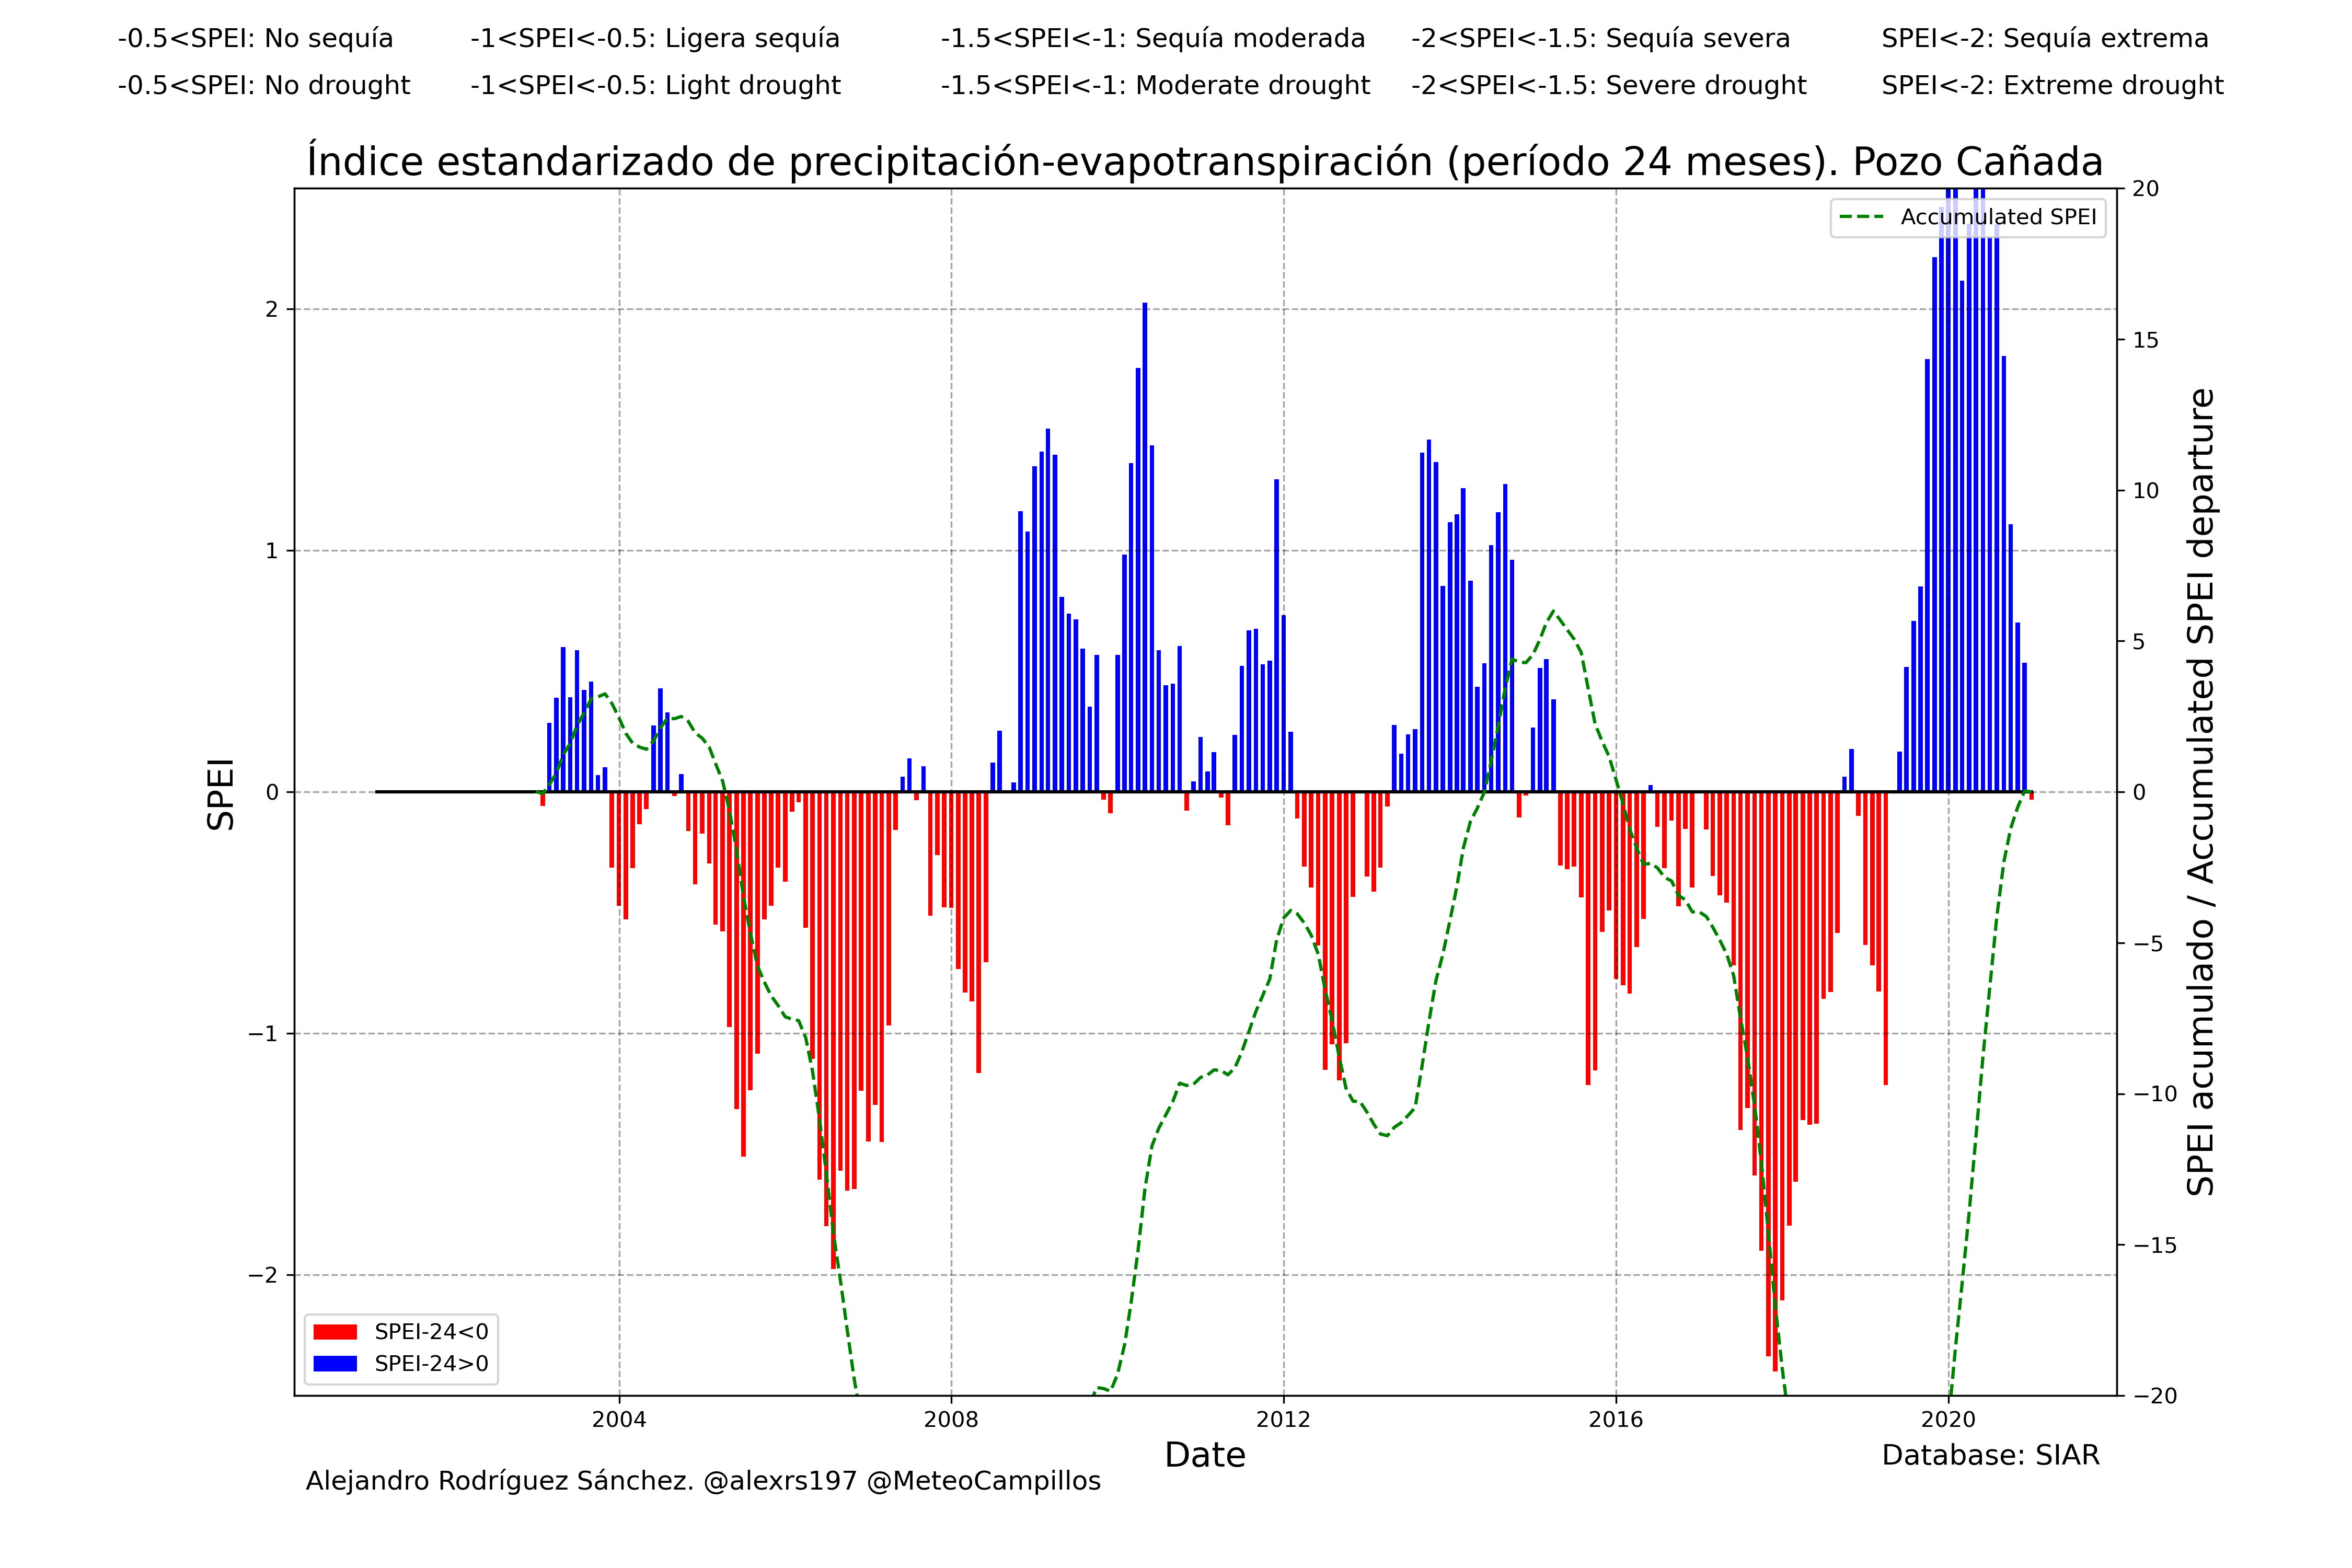 -0.5<SPEI: No sequía -1<SPEI<-0.5: Ligera sequía -1.5<SPEI<-1: Sequía moderada -2<SPEI<-1.5: Sequía severa SPEI<-2: Sequía extrema
-0.5<SPEI: No drought -1<SPEI<-0.5: Light drought -1.5<SPEI<-1: Moderate drought -2<SPEI<-1.5: Severe drought SPEI<-2: Extreme drought
Índice estandarizado de precipitación-evapotranspiración (período 24 meses). Pozo Cañada
Accumulated SPEI
SPEI
2
1
0
−1
−2
20
15
10
5
0
−5
−10
−15
−20
SPEI acumulado / Accumulated SPEI departure
SPEI-24<0
SPEI-24>0
2004 2008 2012 2016 2020
Date
Database: SIAR
Alejandro Rodríguez Sánchez. @alexrs197 @MeteoCampillos